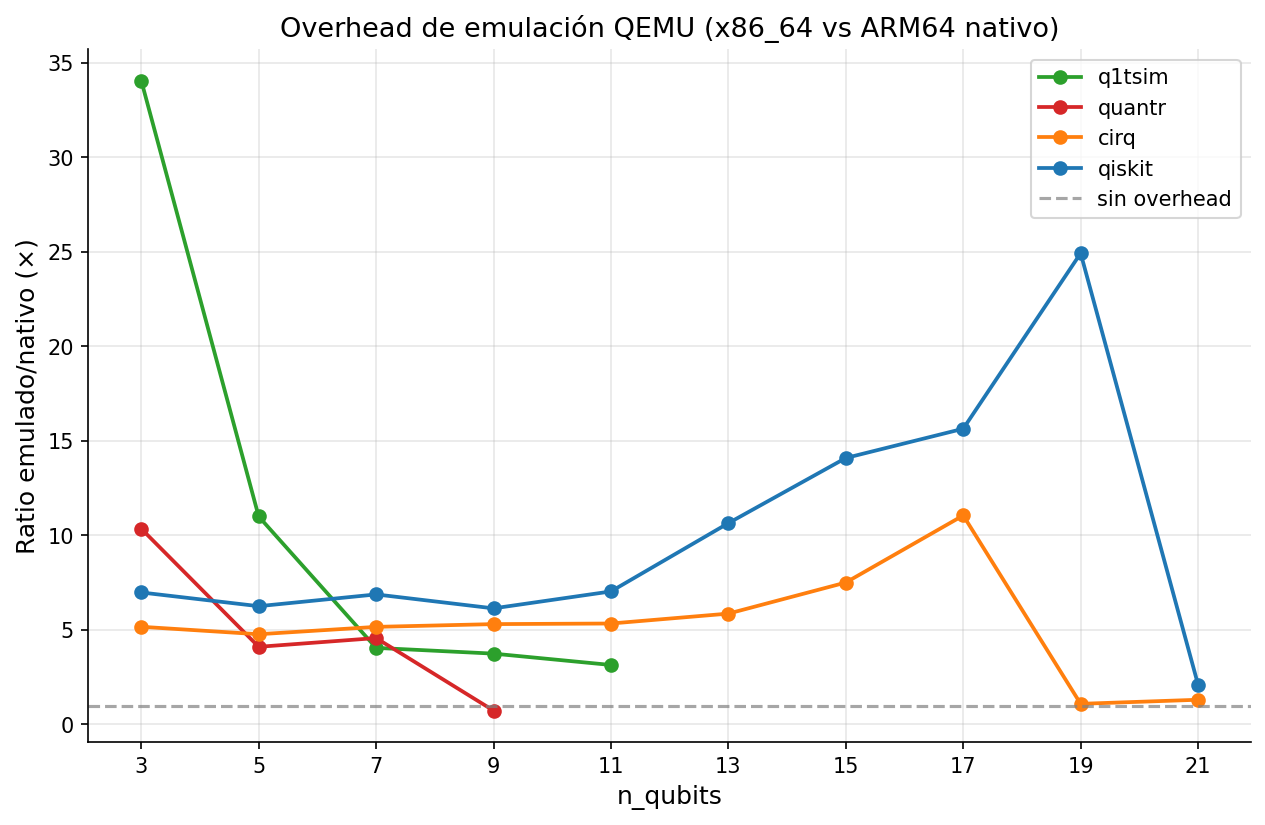 Overhead de emulación QEMU (x86_64 vs ARM64 nativo)
q1tsim
quantr
cirq
qiskit
sin overhead
Ratio emulado/nativo (×)
35
30
25
20
15
10
5
0
3 5 7 9 11 13 15 17 19 21
n_qubits